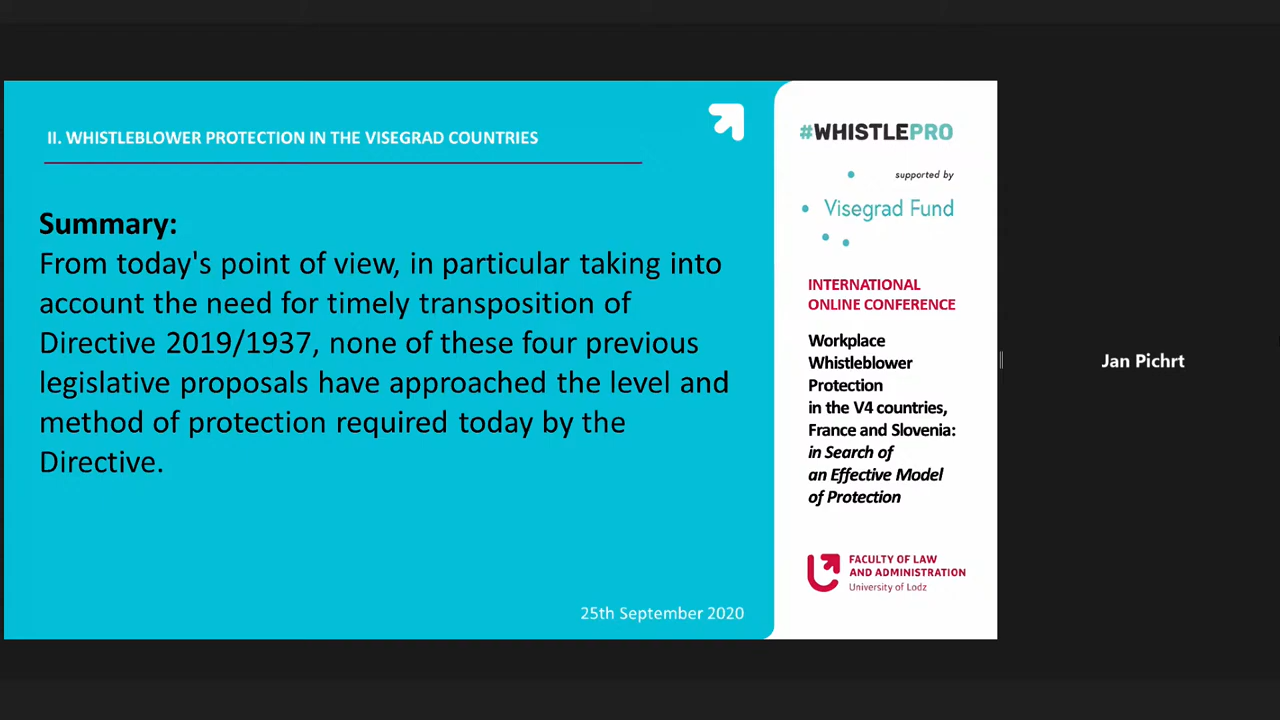 II. WHISTLEBLOWER PROTECTION IN THE VISEGRAD COUNTRIES
Summary:
From today's point of view, in particular taking into
account the need for timely transposition of
Directive 2019/1937, none of these four previous
legislative proposals have approached the level and
method of protection required today by the
Directive.
25th September 2020
#WHISTLEPRO
supported by
Visegrad Fund
INTERNATIONAL
ONLINE CONFERENCE
Workplace
Whistleblower
Protection
in the V4 countries,
France and Slovenia:
in Search of
an Effective Model
of Protection
FACULTY OF LAW
AND ADMINISTRATION
University of Lodz
Jan Pichrt